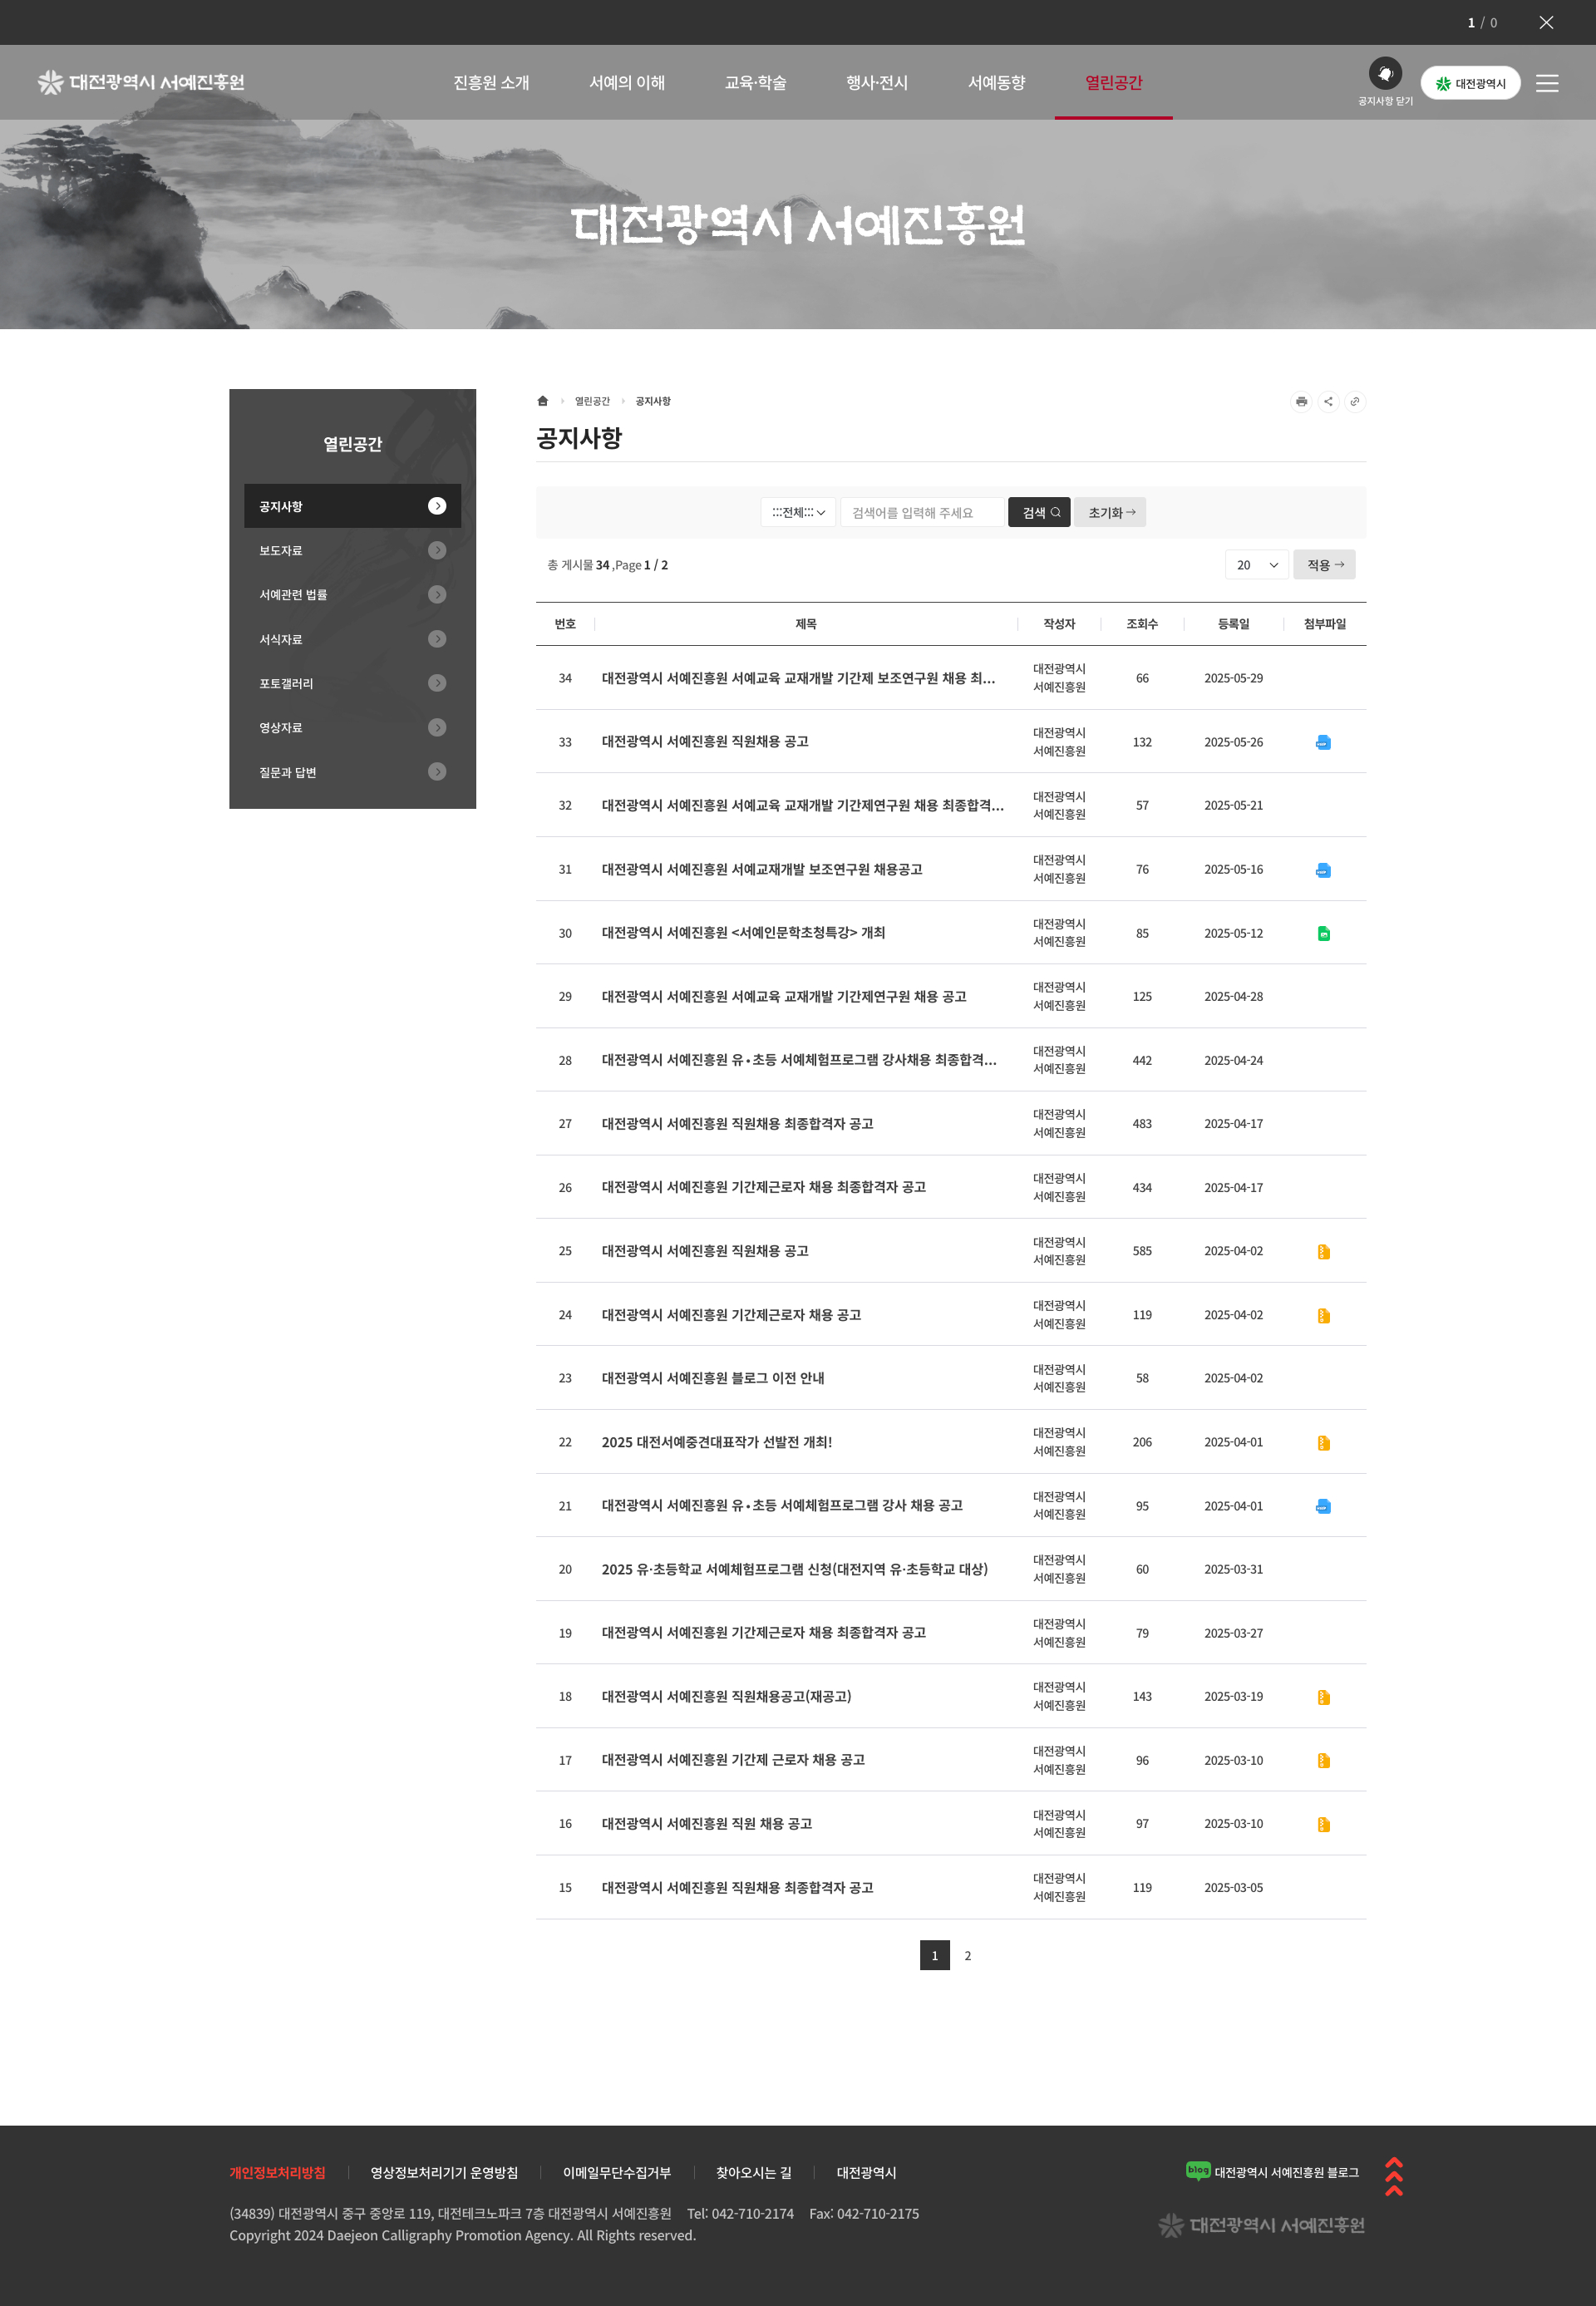 1 / 0
대전광역시 서예진흥원
진흥원 소개
서예의 이해
교육·학술
행사·전시
서예동향
열린공간
공지사항 닫기
대전광역시
대전광역시 서예진흥원
열린공간
공지사항
보도자료
서예관련 법률
서식자료
포토갤러리
영상자료
질문과 답변
열린공간
공지사항
공지사항
:::전체:::
검색어를 입력해 주세요
검색
초기화
총 게시물 34 ,Page 1 / 2
20
적용
번호 제목 작성자 조회수 등록일 첨부파일
34 대전광역시 서예진흥원 서예교육 교재개발 기간제 보조연구원 채용 최... 대전광역시 서예진흥원 66 2025-05-29
33 대전광역시 서예진흥원 직원채용 공고 대전광역시 서예진흥원 132 2025-05-26
32 대전광역시 서예진흥원 서예교육 교재개발 기간제연구원 채용 최종합격... 대전광역시 서예진흥원 57 2025-05-21
31 대전광역시 서예진흥원 서예교재개발 보조연구원 채용공고 대전광역시 서예진흥원 76 2025-05-16
30 대전광역시 서예진흥원 <서예인문학초청특강> 개최 대전광역시 서예진흥원 85 2025-05-12
29 대전광역시 서예진흥원 서예교육 교재개발 기간제연구원 채용 공고 대전광역시 서예진흥원 125 2025-04-28
28 대전광역시 서예진흥원 유•초등 서예체험프로그램 강사채용 최종합격... 대전광역시 서예진흥원 442 2025-04-24
27 대전광역시 서예진흥원 직원채용 최종합격자 공고 대전광역시 서예진흥원 483 2025-04-17
26 대전광역시 서예진흥원 기간제근로자 채용 최종합격자 공고 대전광역시 서예진흥원 434 2025-04-17
25 대전광역시 서예진흥원 직원채용 공고 대전광역시 서예진흥원 585 2025-04-02
24 대전광역시 서예진흥원 기간제근로자 채용 공고 대전광역시 서예진흥원 119 2025-04-02
23 대전광역시 서예진흥원 블로그 이전 안내 대전광역시 서예진흥원 58 2025-04-02
22 2025 대전서예중견대표작가 선발전 개최! 대전광역시 서예진흥원 206 2025-04-01
21 대전광역시 서예진흥원 유•초등 서예체험프로그램 강사 채용 공고 대전광역시 서예진흥원 95 2025-04-01
20 2025 유·초등학교 서예체험프로그램 신청(대전지역 유·초등학교 대상) 대전광역시 서예진흥원 60 2025-03-31
19 대전광역시 서예진흥원 기간제근로자 채용 최종합격자 공고 대전광역시 서예진흥원 79 2025-03-27
18 대전광역시 서예진흥원 직원채용공고(재공고) 대전광역시 서예진흥원 143 2025-03-19
17 대전광역시 서예진흥원 기간제 근로자 채용 공고 대전광역시 서예진흥원 96 2025-03-10
16 대전광역시 서예진흥원 직원 채용 공고 대전광역시 서예진흥원 97 2025-03-10
15 대전광역시 서예진흥원 직원채용 최종합격자 공고 대전광역시 서예진흥원 119 2025-03-05
1 2
개인정보처리방침
영상정보처리기기 운영방침
이메일무단수집거부
찾아오시는 길
대전광역시
blog 대전광역시 서예진흥원 블로그
(34839) 대전광역시 중구 중앙로 119, 대전테크노파크 7층 대전광역시 서예진흥원 Tel: 042-710-2174 Fax: 042-710-2175
Copyright 2024 Daejeon Calligraphy Promotion Agency. All Rights reserved.
대전광역시 서예진흥원